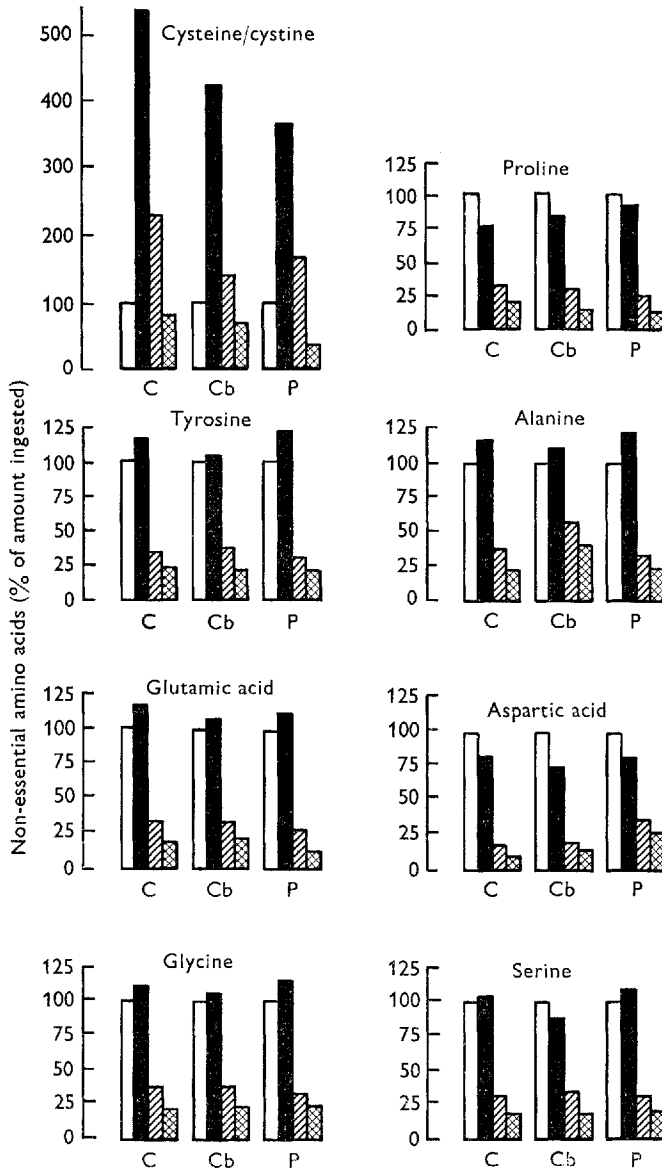 Non-essential amino acids (% of amount ingested)
Cysteine/cystine
500
400
300
200
100
0
C Cb P
Proline
125
100
75
50
25
0
C Cb P
Tyrosine
125
100
75
50
25
0
C Cb P
Alanine
125
100
75
50
25
0
C Cb P
Glutamic acid
125
100
75
50
25
0
C Cb P
Aspartic acid
125
100
75
50
25
0
C Cb P
Glycine
125
100
75
50
25
0
C Cb P
Serine
125
100
75
50
25
0
C Cb P